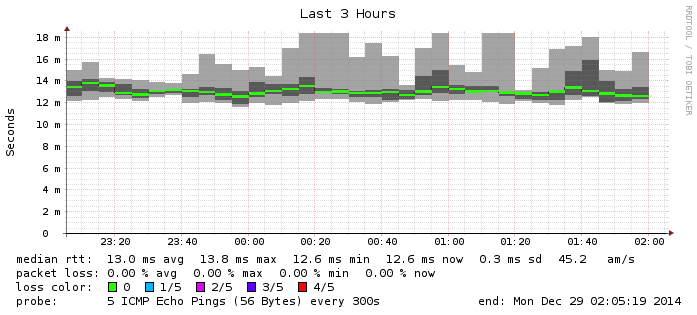 Last 3 Hours
RRDTOOL / TOBI OETIKER
Seconds
18 m
16 m
14 m
12 m
10 m
8 m
6 m
4 m
2 m
0
23:20 23:40 00:00 00:20 00:40 01:00 01:20 01:40 02:00
median rtt: 13.0 ms avg 13.8 ms max 12.6 ms min 12.6 ms now 0.3 ms sd 45.2 am/s
packet loss: 0.00 % avg 0.00 % max 0.00 % min 0.00 % now
loss color: 0 1/5 2/5 3/5 4/5
probe: 5 ICMP Echo Pings (56 Bytes) every 300s end: Mon Dec 29 02:05:19 2014